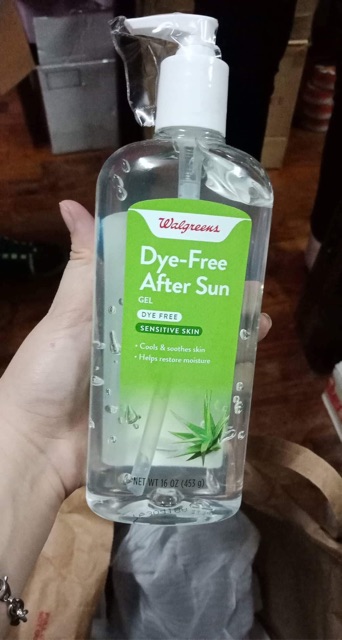 Walgreens
Dye-Free
After Sun
GEL
DYE FREE
SENSITIVE SKIN
• Cools & soothes skin
• Helps restore moisture
NET WT 16 OZ (453 g)